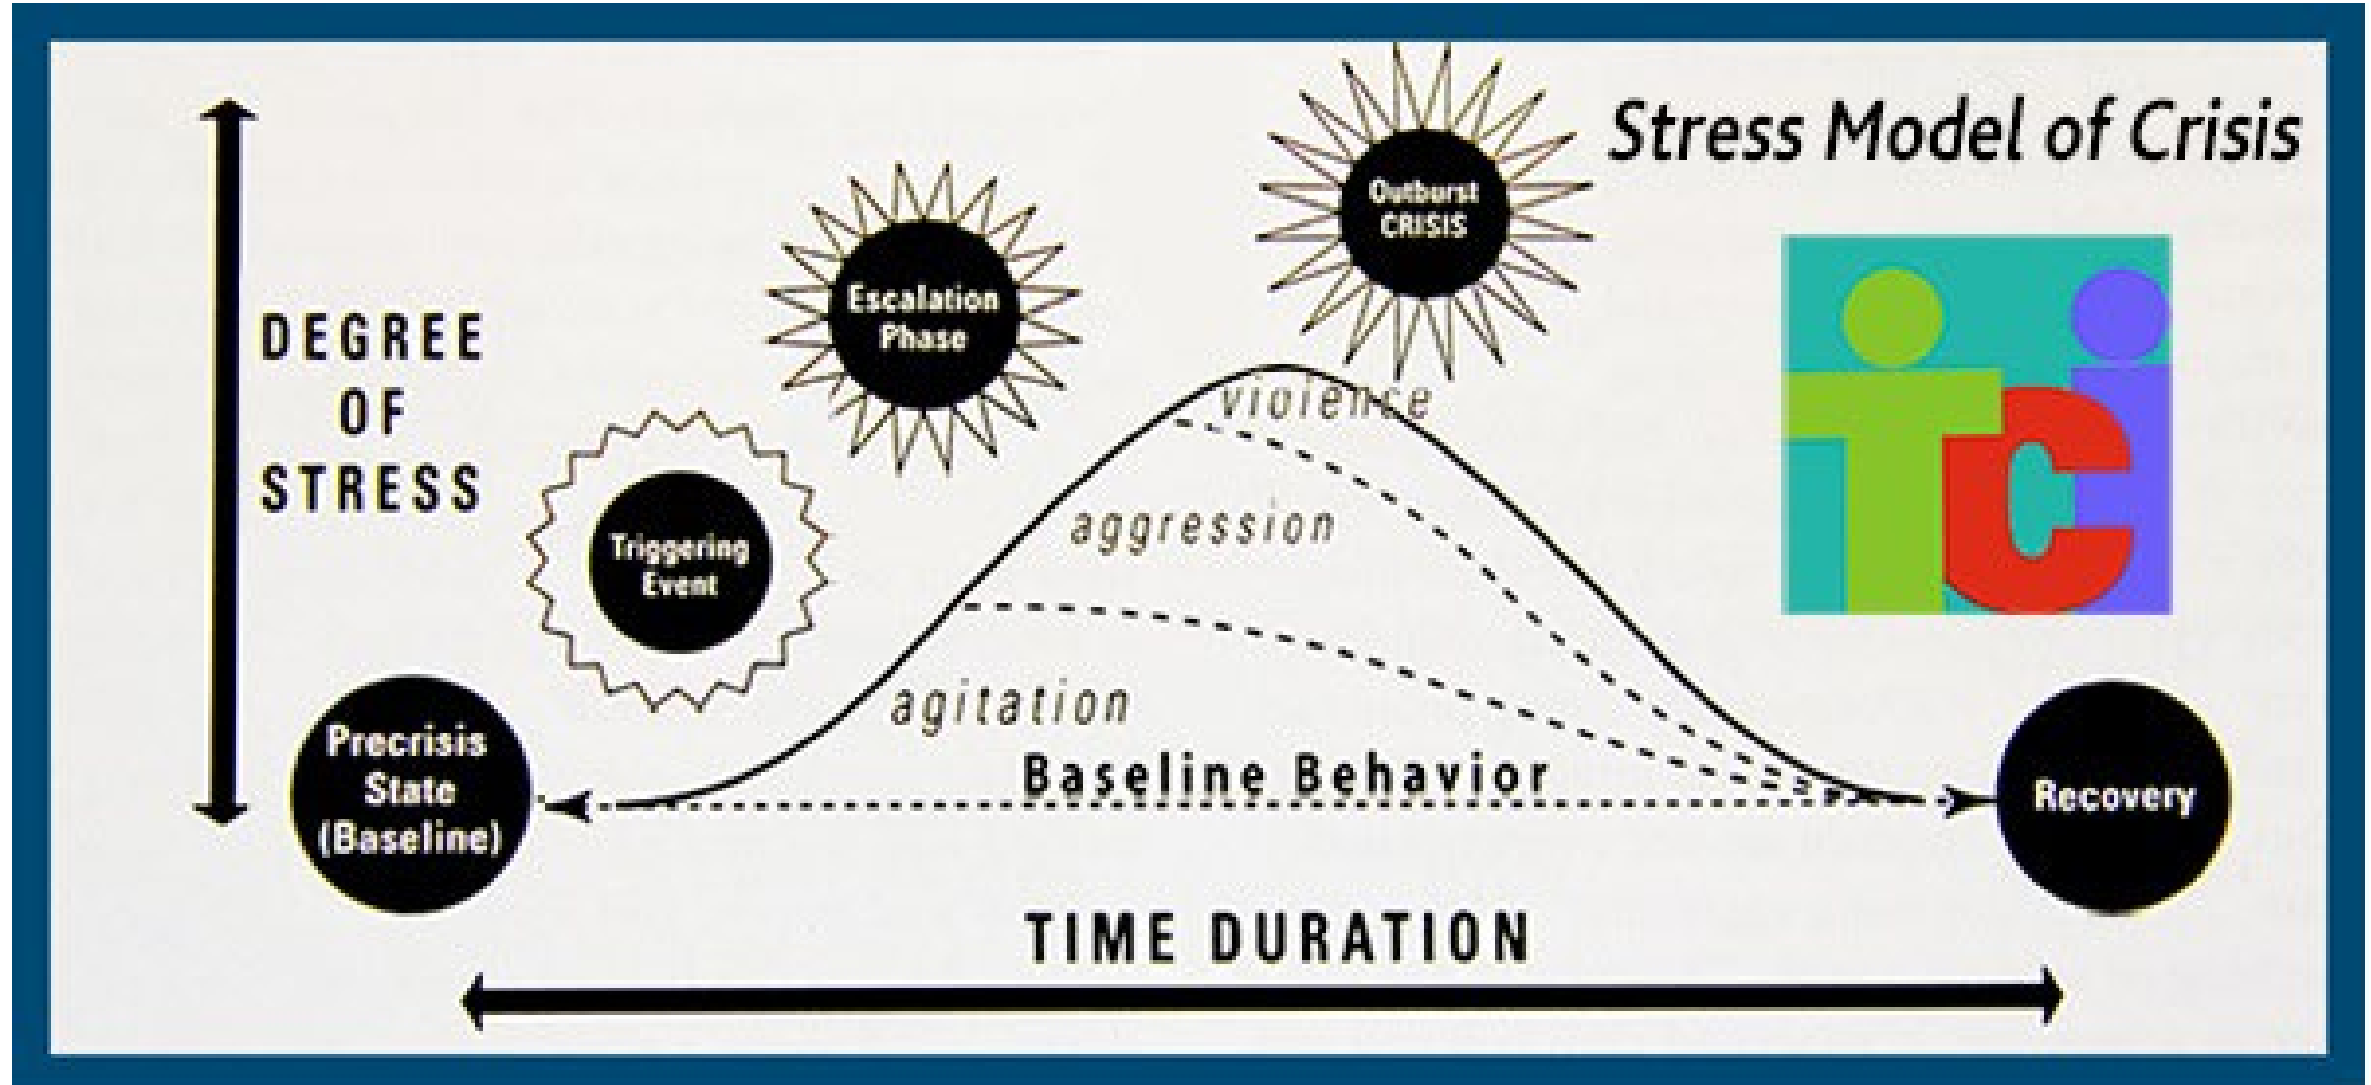 Stress Model of Crisis
Outburst
CRISIS
Escalation
Phase
DEGREE
OF
STRESS
violence
aggression
Triggering
Event
agitation
Precrisis
State
(Baseline)
Baseline Behavior
Recovery
TIME DURATION
TCI